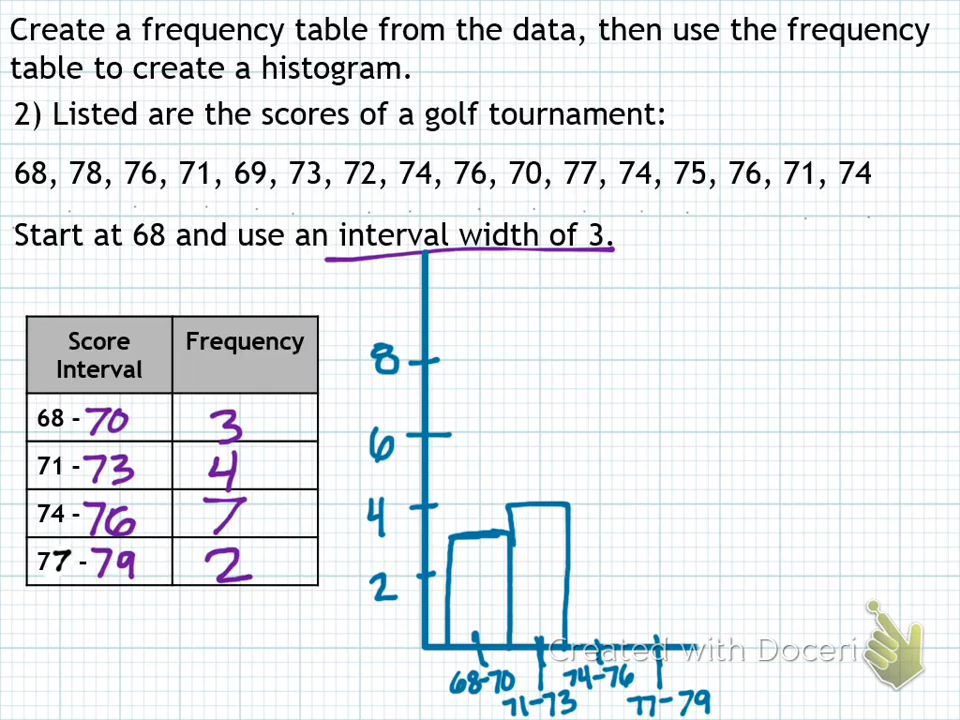 Create a frequency table from the data, then use the frequency
table to create a histogram.
2) Listed are the scores of a golf tournament:
68, 78, 76, 71, 69, 73, 72, 74, 76, 70, 77, 74, 75, 76, 71, 74
Start at 68 and use an interval width of 3.
Score Interval Frequency
68 - 70 3
71 - 73 4
74 - 76 7
77 - 79 2
8
6
4
2
68-70 74-76
71-73 77-79
Created with Doceri